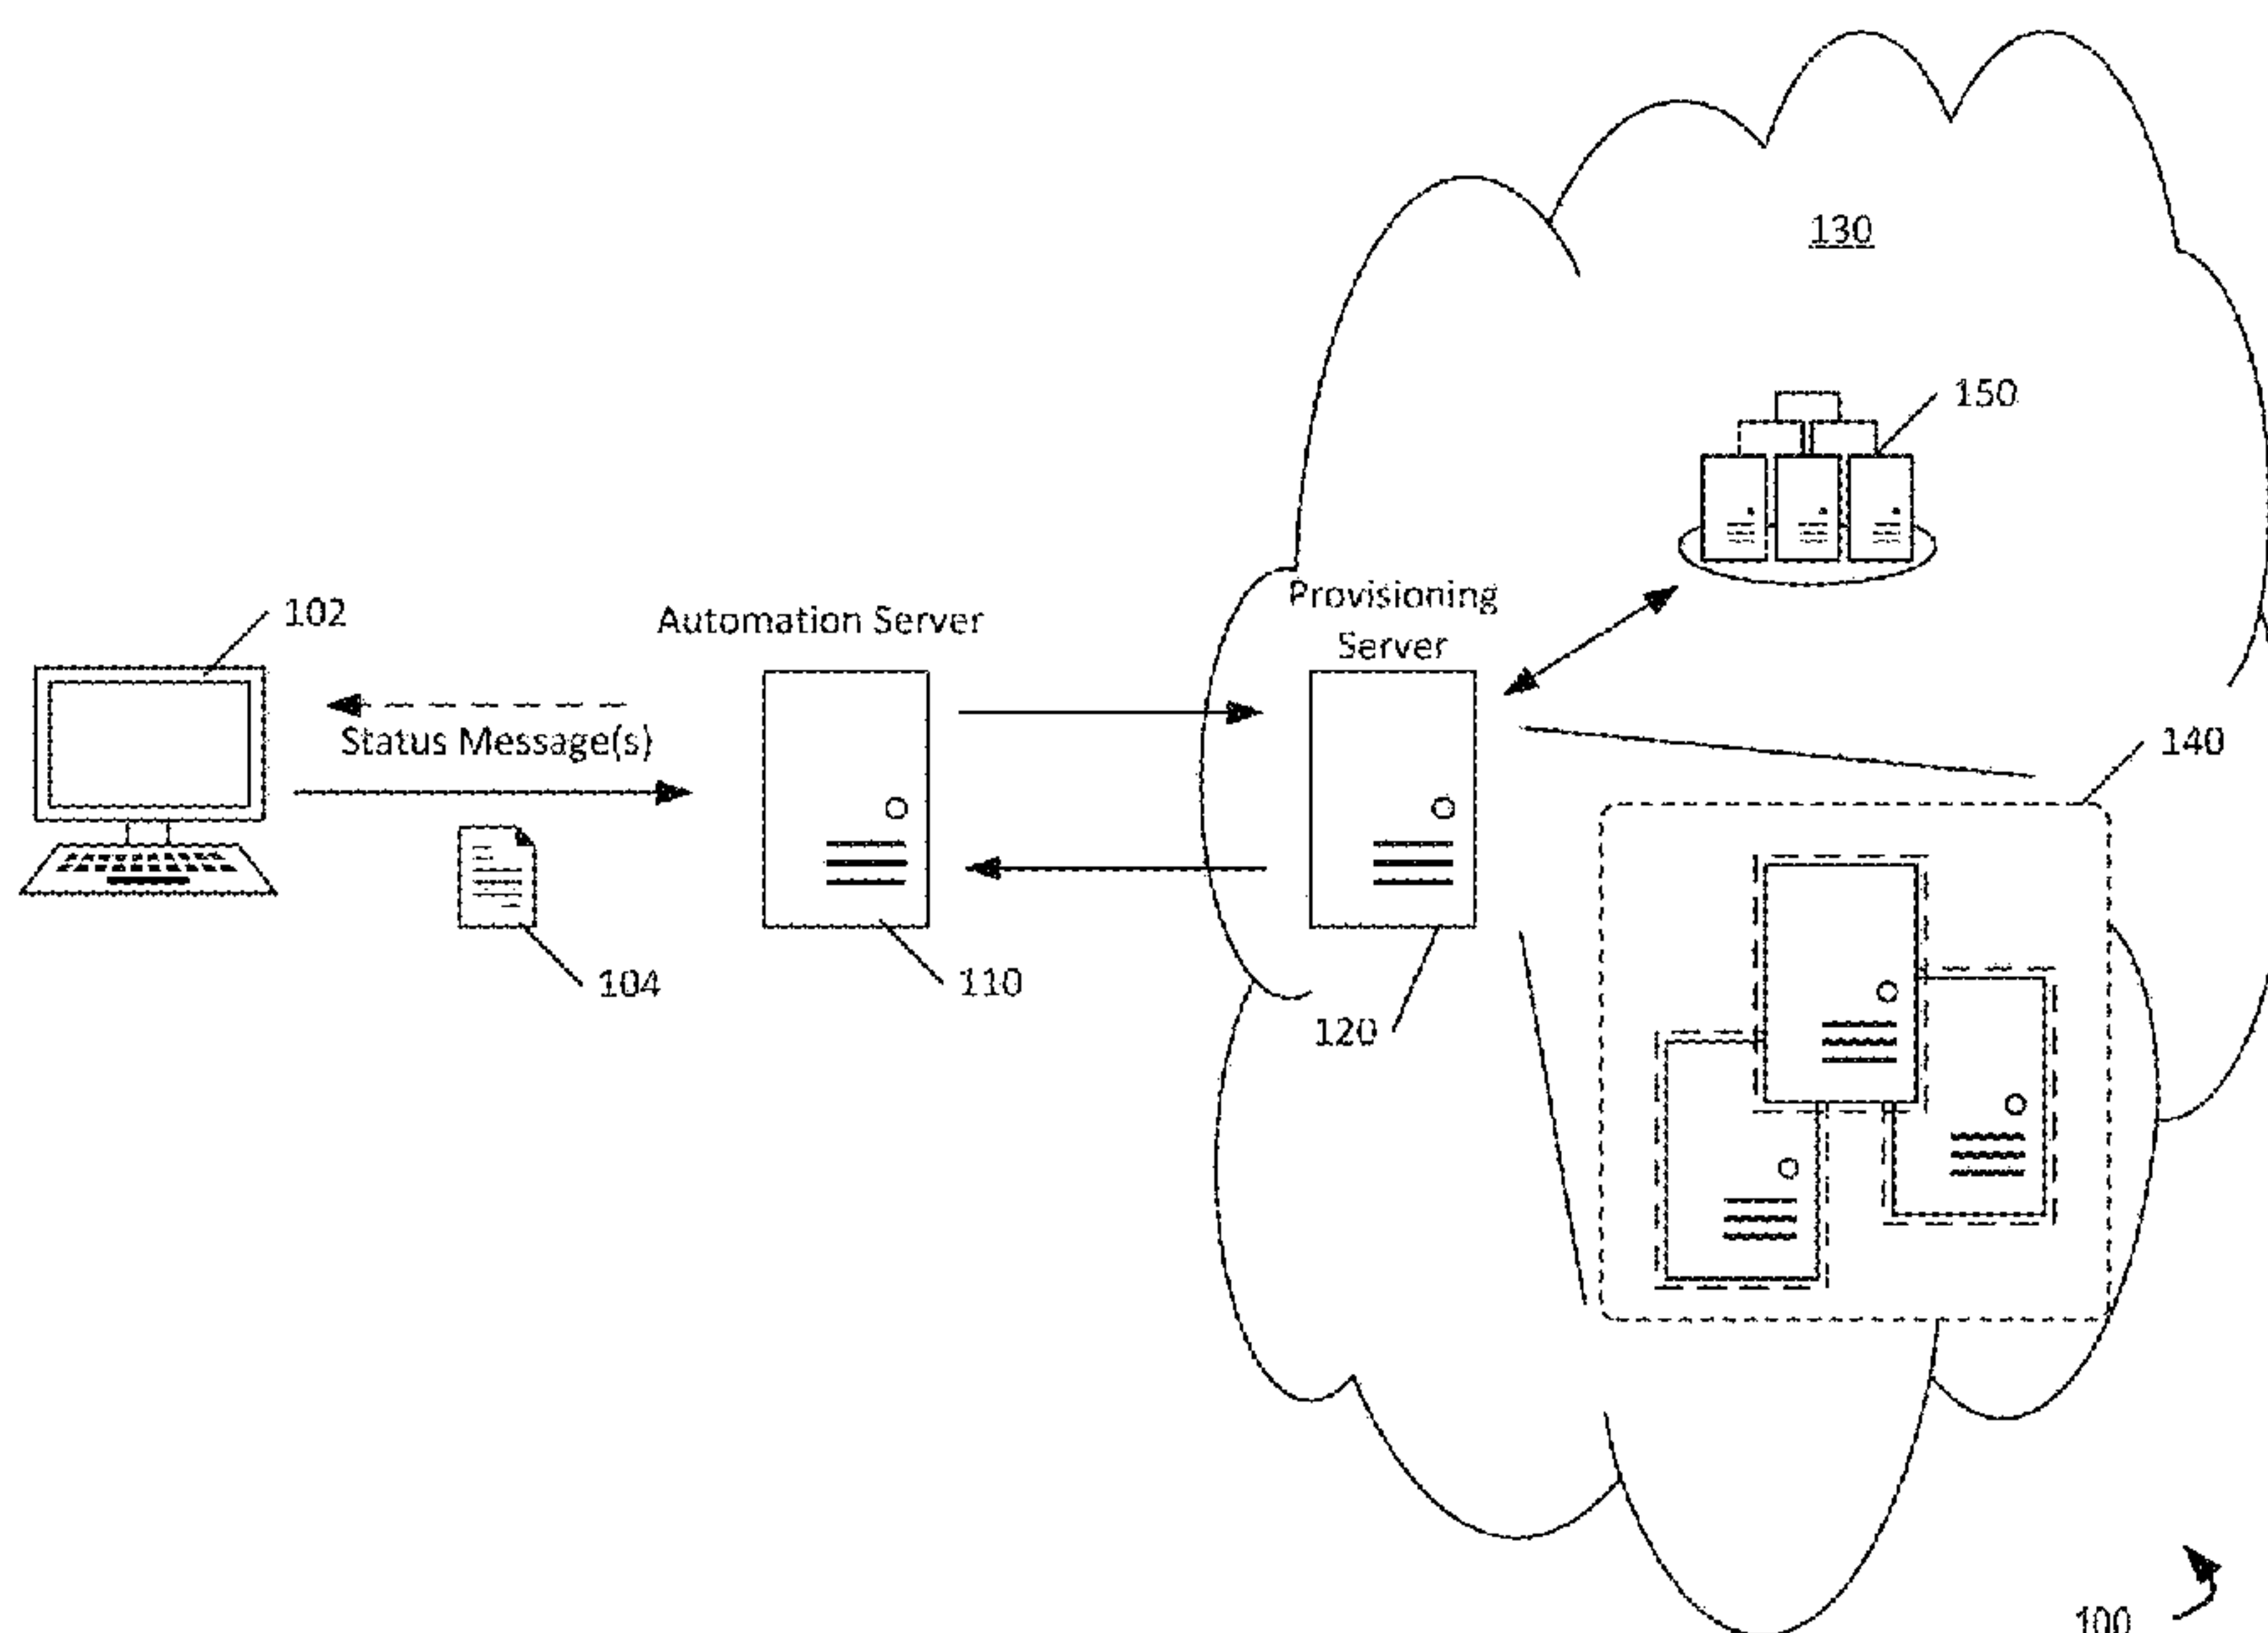 130
150
Provisioning
Server
102
Automation Server
Status Message(s)
140
104
110
120
100